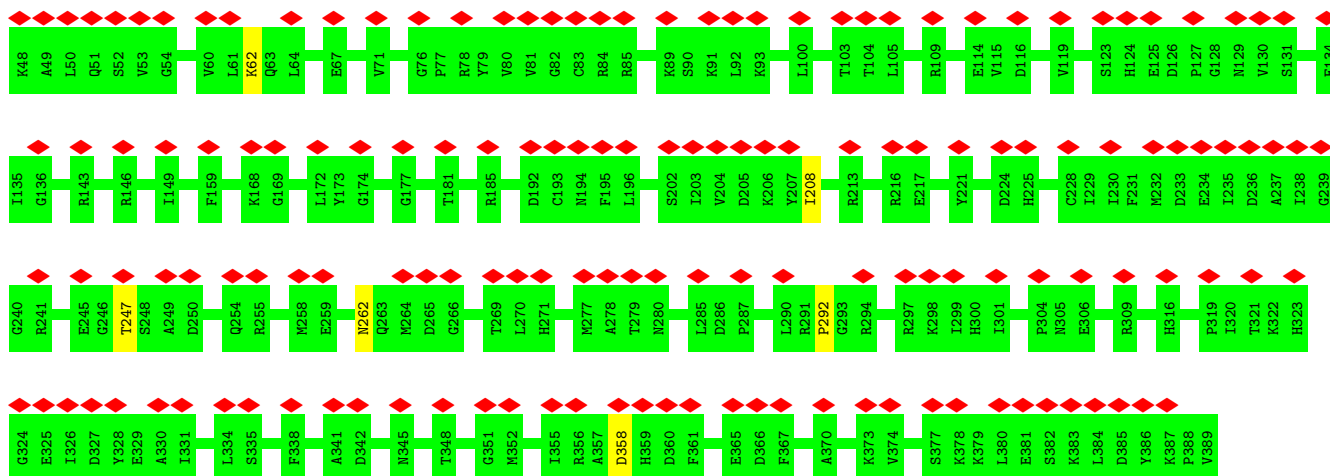 K48 A49 L50 Q51 S52 V53 G54 V60 L61 K62 Q63 L64 E67 V71 G76 P77 R78 Y79 V80 V81 G82 C83 R84 R85 K89 S90 K91 L92 K93 L100 T103 T104 L105 R109 E114 V115 D116 V119 S123 H124 E125 D126 P127 G128 N129 V130 S131 E134
I135 G136 R143 R146 I149 F159 K168 G169 L172 Y173 G174 G177 T181 R185 D192 C193 N194 F195 L196 S202 I203 V204 D205 K206 Y207 I208 R213 R216 E217 Y221 D224 H225 C228 I229 I230 F231 M232 D233 E234 I235 D236 A237 I238 G239
G240 R241 E245 G246 T247 S248 A249 D250 Q254 R255 M258 E259 N262 Q263 M264 D265 G266 T269 L270 H271 M277 A278 T279 N280 L285 D286 P287 L290 R291 P292 G293 R294 R297 K298 I299 H300 I301 P304 N305 E306 R309 H316 P319 I320 T321 K322 H323
G324 E325 I326 D327 Y328 E329 A330 I331 L334 S335 F338 A341 D342 N345 T348 G351 M352 I355 R356 A357 D358 H359 D360 F361 E365 D366 F367 A370 K373 V374 S377 K378 K379 L380 E381 S382 K383 L384 D385 Y386 K387 P388 V389